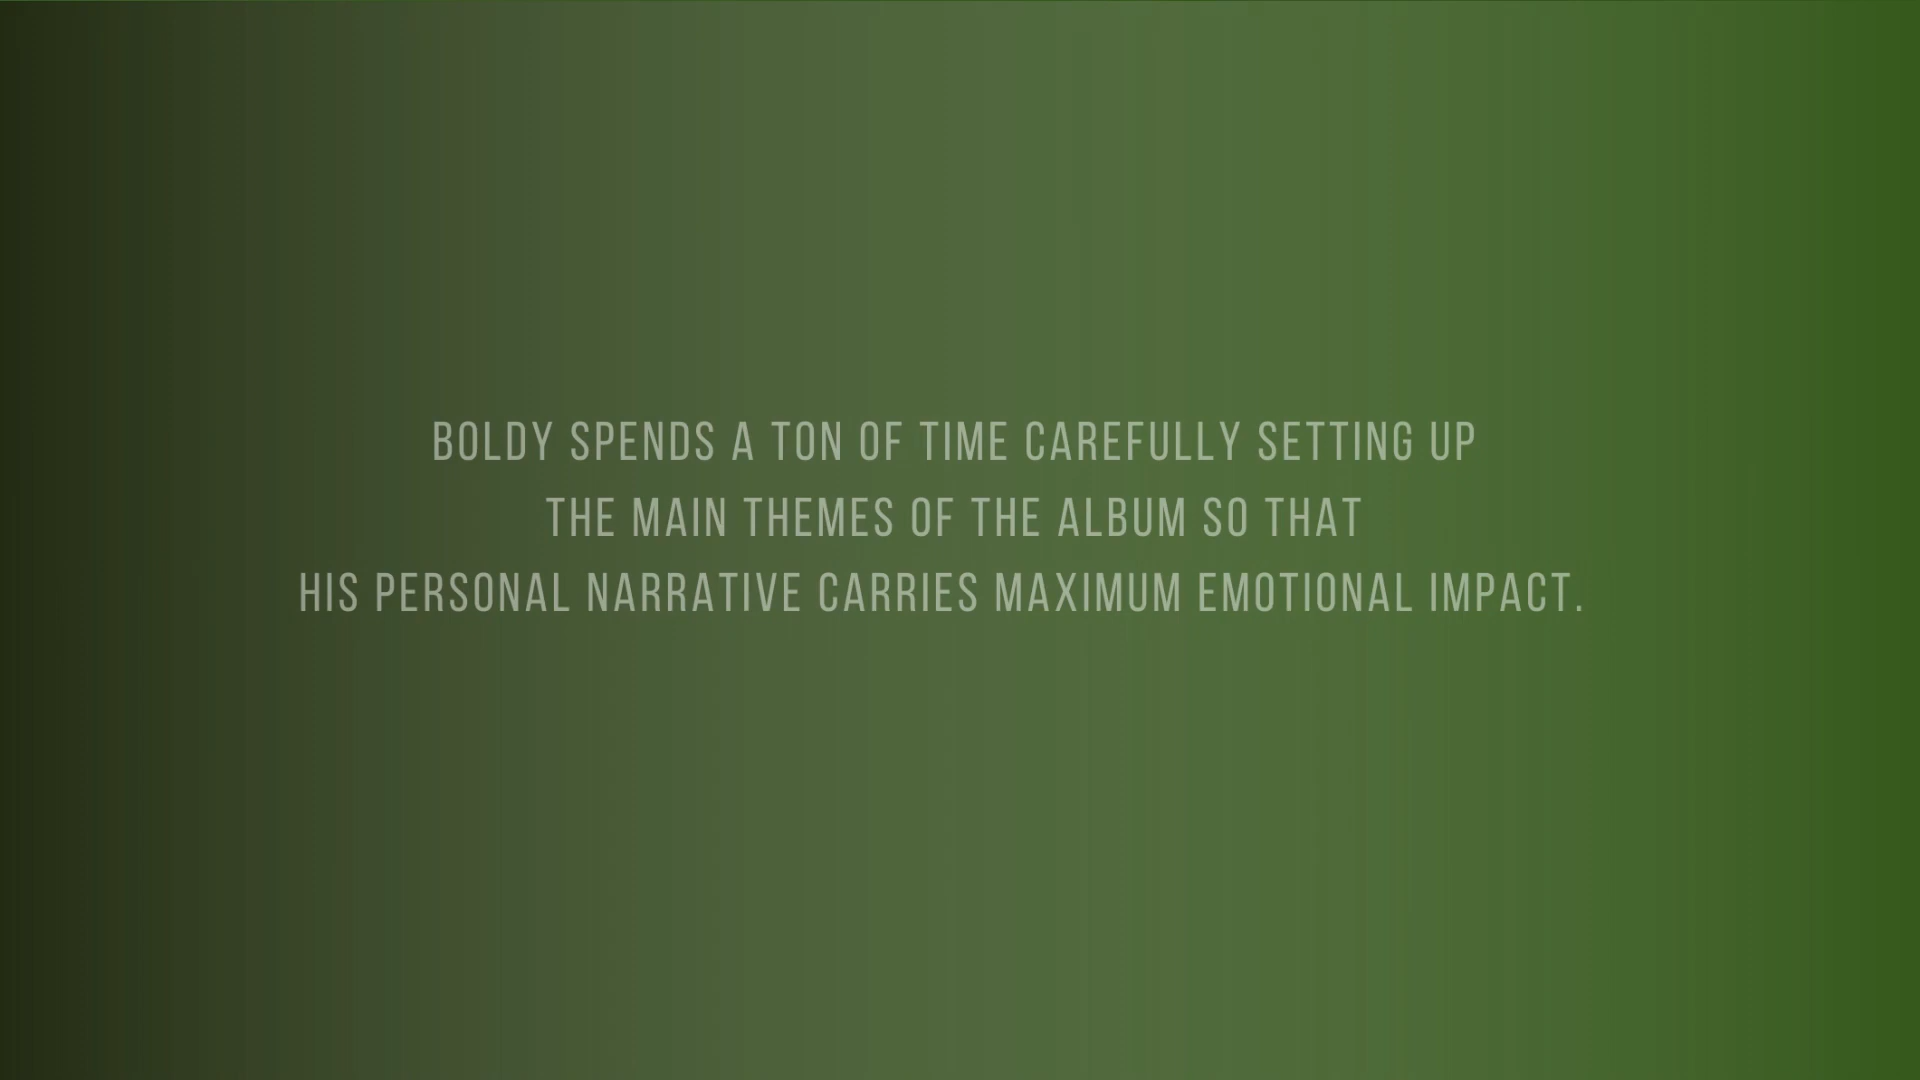 BOLDY SPENDS A TON OF TIME CAREFULLY SETTING UP
THE MAIN THEMES OF THE ALBUM SO THAT
HIS PERSONAL NARRATIVE CARRIES MAXIMUM EMOTIONAL IMPACT.